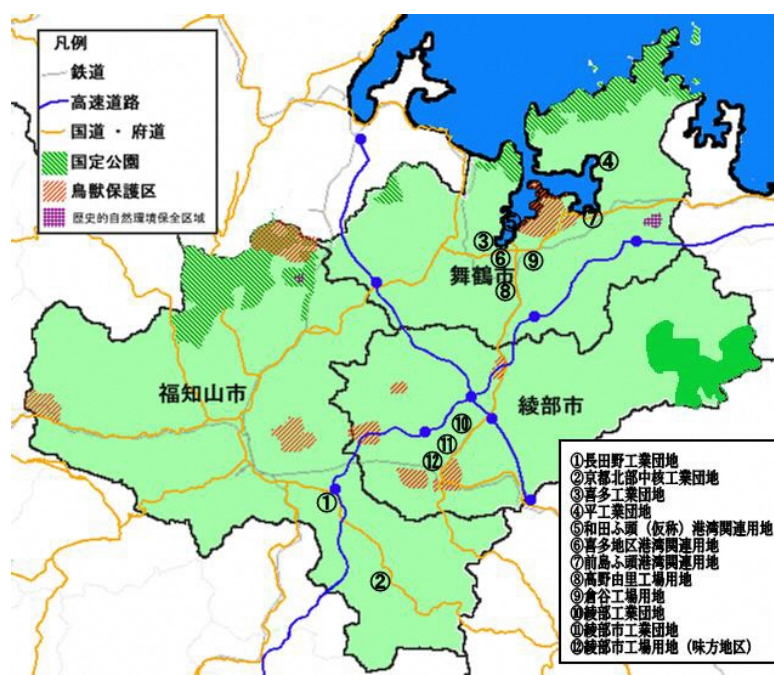 凡例
鉄道
高速道路
国道・府道
国定公園
鳥獣保護区
歴史的自然環境保全区域
④
⑤
⑦
③
⑥
⑨
舞鶴市
⑧
福知山市
綾部市
⑩
⑪
⑫
①
②
①長田野工業団地
②京都北部中核工業団地
③喜多工業団地
④平工業団地
⑤和田ふ頭（仮称）港湾関連用地
⑥喜多地区港湾関連用地
⑦前島ふ頭港湾関連用地
⑧高野由里工場用地
⑨倉谷工場用地
⑩綾部工業団地
⑪綾部市工業団地
⑫綾部市工場用地（味方地区）